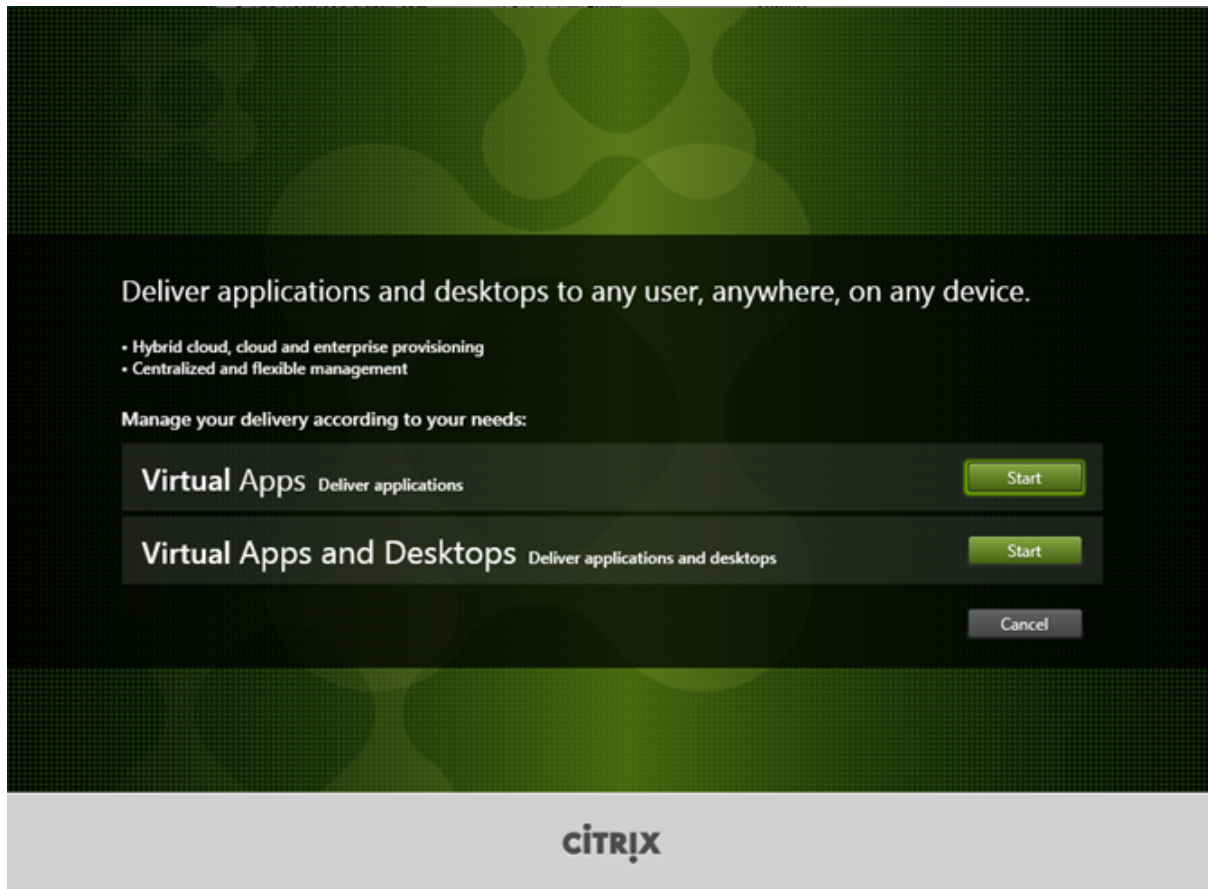 Deliver applications and desktops to any user, anywhere, on any device.
• Hybrid cloud, cloud and enterprise provisioning
• Centralized and flexible management
Manage your delivery according to your needs:
Virtual Apps Deliver applications
Start
Virtual Apps and Desktops Deliver applications and desktops
Start
Cancel
CITRIX